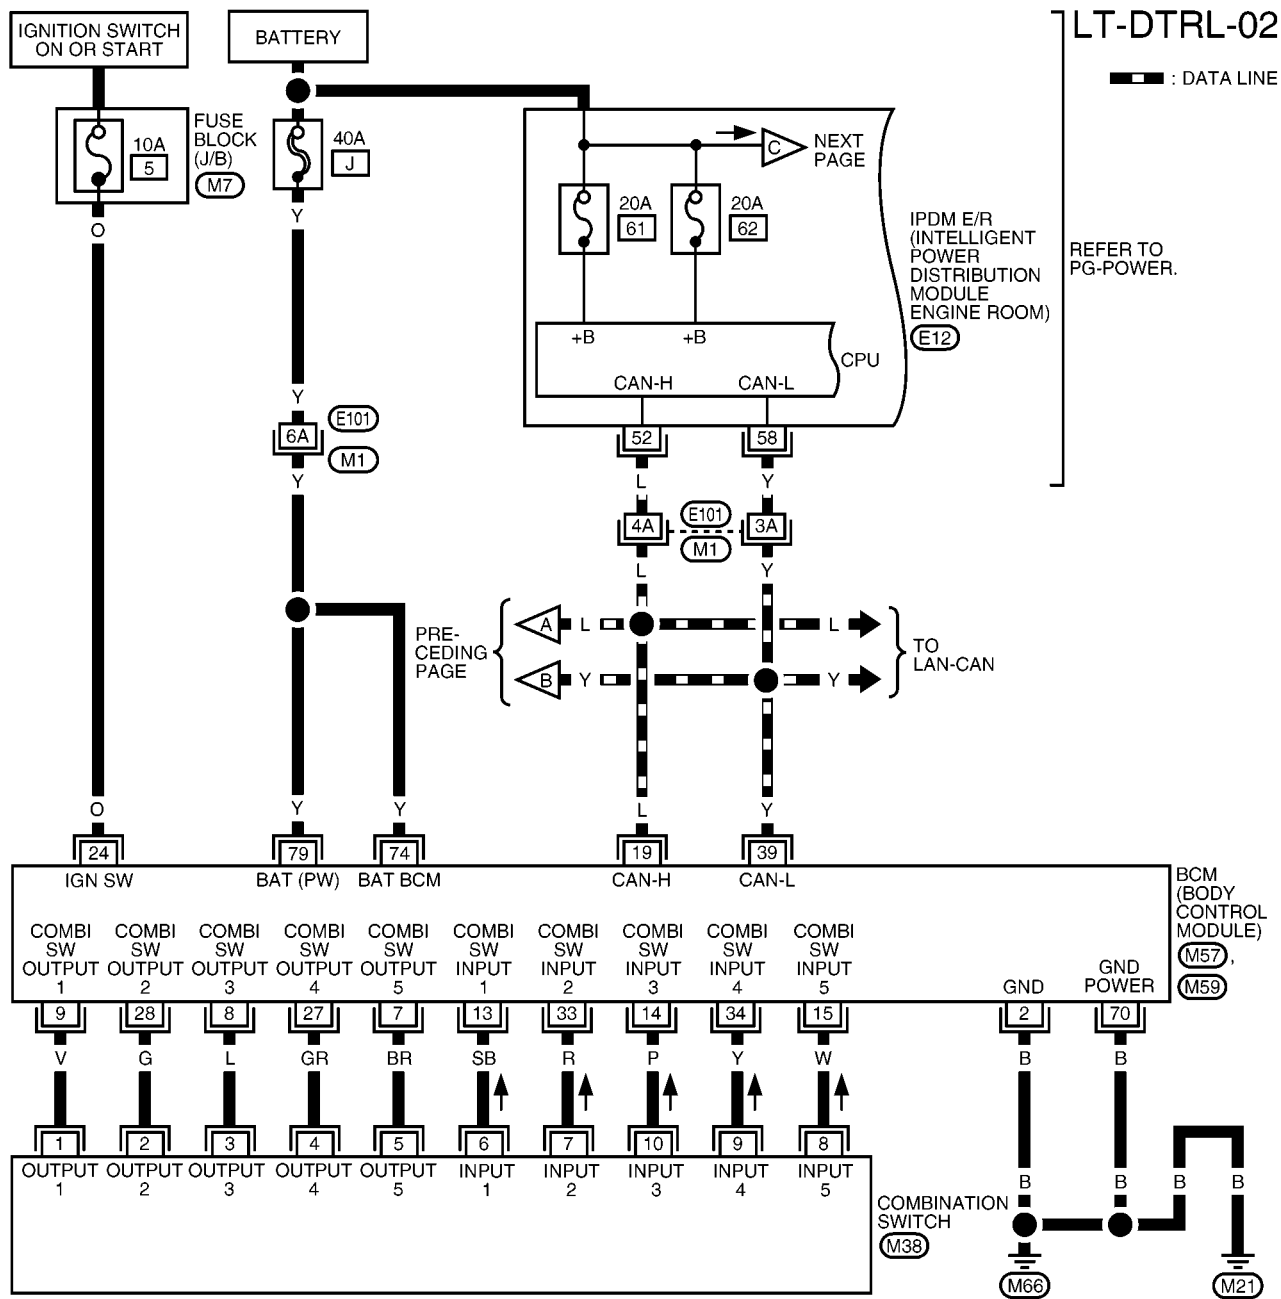 LT-DTRL-02
: DATA LINE
IGNITION SWITCH
ON OR START
BATTERY
10A
5
FUSE
BLOCK
(J/B)
M7
40A
J
C
NEXT
PAGE
20A
61
20A
62
IPDM E/R
(INTELLIGENT
POWER
DISTRIBUTION
MODULE
ENGINE ROOM)
E12
REFER TO
PG-POWER.
O
Y
+B
+B
CPU
CAN-H
CAN-L
52
58
Y
6A
E101
M1
Y
L
Y
4A
E101
M1
3A
L
Y
PRE-
CEDING
PAGE
A
L
L
B
Y
Y
TO
LAN-CAN
O
Y
Y
L
Y
24
79
74
19
39
IGN SW
BAT (PW)
BAT BCM
CAN-H
CAN-L
BCM
(BODY
CONTROL
MODULE)
M57 ,
M59
COMBI
SW
OUTPUT
1
COMBI
SW
OUTPUT
2
COMBI
SW
OUTPUT
3
COMBI
SW
OUTPUT
4
COMBI
SW
OUTPUT
5
COMBI
SW
INPUT
1
COMBI
SW
INPUT
2
COMBI
SW
INPUT
3
COMBI
SW
INPUT
4
COMBI
SW
INPUT
5
GND
GND
POWER
9
28
8
27
7
13
33
14
34
15
2
70
V
G
L
GR
BR
SB
R
P
Y
W
B
B
1
2
3
4
5
6
7
10
9
8
OUTPUT
1
OUTPUT
2
OUTPUT
3
OUTPUT
4
OUTPUT
5
INPUT
1
INPUT
2
INPUT
3
INPUT
4
INPUT
5
COMBINATION
SWITCH
M38
B
B
B
B
M66
M21